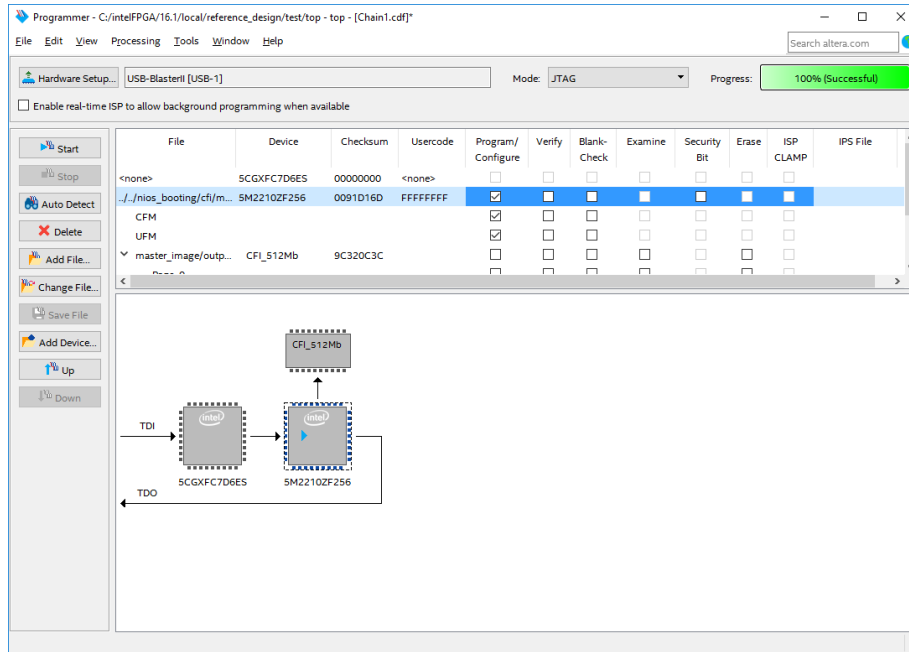 Programmer - C:/intelFPGA/16.1/local/reference_design/test/top - top - [Chain1.cdf]*
File Edit View Processing Tools Window Help
Search altera.com
Hardware Setup... USB-BlasterII [USB-1] Mode: JTAG Progress: 100% (Successful)
Enable real-time ISP to allow background programming when available
File Device Checksum Usercode Program/ Configure Verify Blank- Check Examine Security Bit Erase ISP CLAMP IPS File
<none> 5CGXFC7D6ES 00000000 <none>
../../nios_booting/cfi/m... 5M2210ZF256 0091D16D FFFFFFFF
CFM
UFM
master_image/outp... CFI_512Mb 9C320C3C
Start
Stop
Auto Detect
Delete
Add File...
Change File...
Save File
Add Device...
Up
Down
CFI_512Mb
TDI
intel
intel
5CGXFC7D6ES 5M2210ZF256
TDO